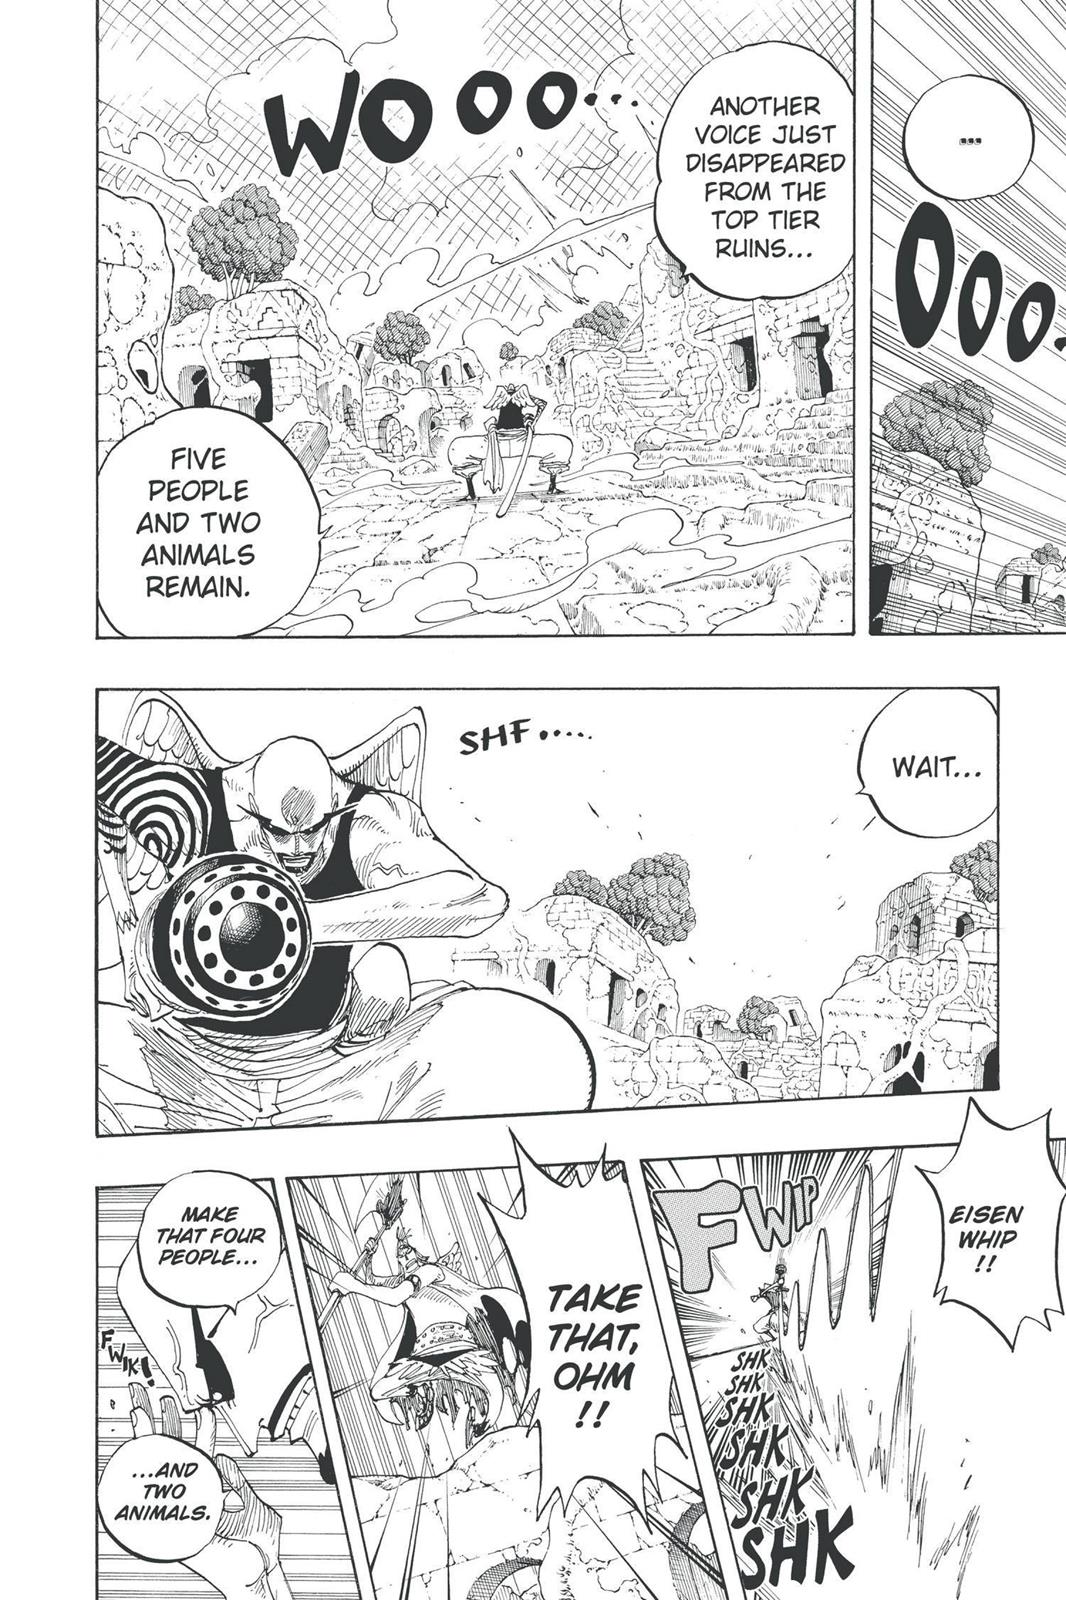 ...
OOO..
ANOTHER
VOICE JUST
DISAPPEARED
FROM THE
TOP TIER
RUINS...
WOOO...
FIVE
PEOPLE
AND TWO
ANIMALS
REMAIN.
WAIT...
SHF.....
EISEN
WHIP
!!
FWIP
SHK
SHK
SHK
SHK
SHK
SHK
TAKE
THAT,
OHM
!!
MAKE
THAT FOUR
PEOPLE...
FWIK!
...AND
TWO
ANIMALS.